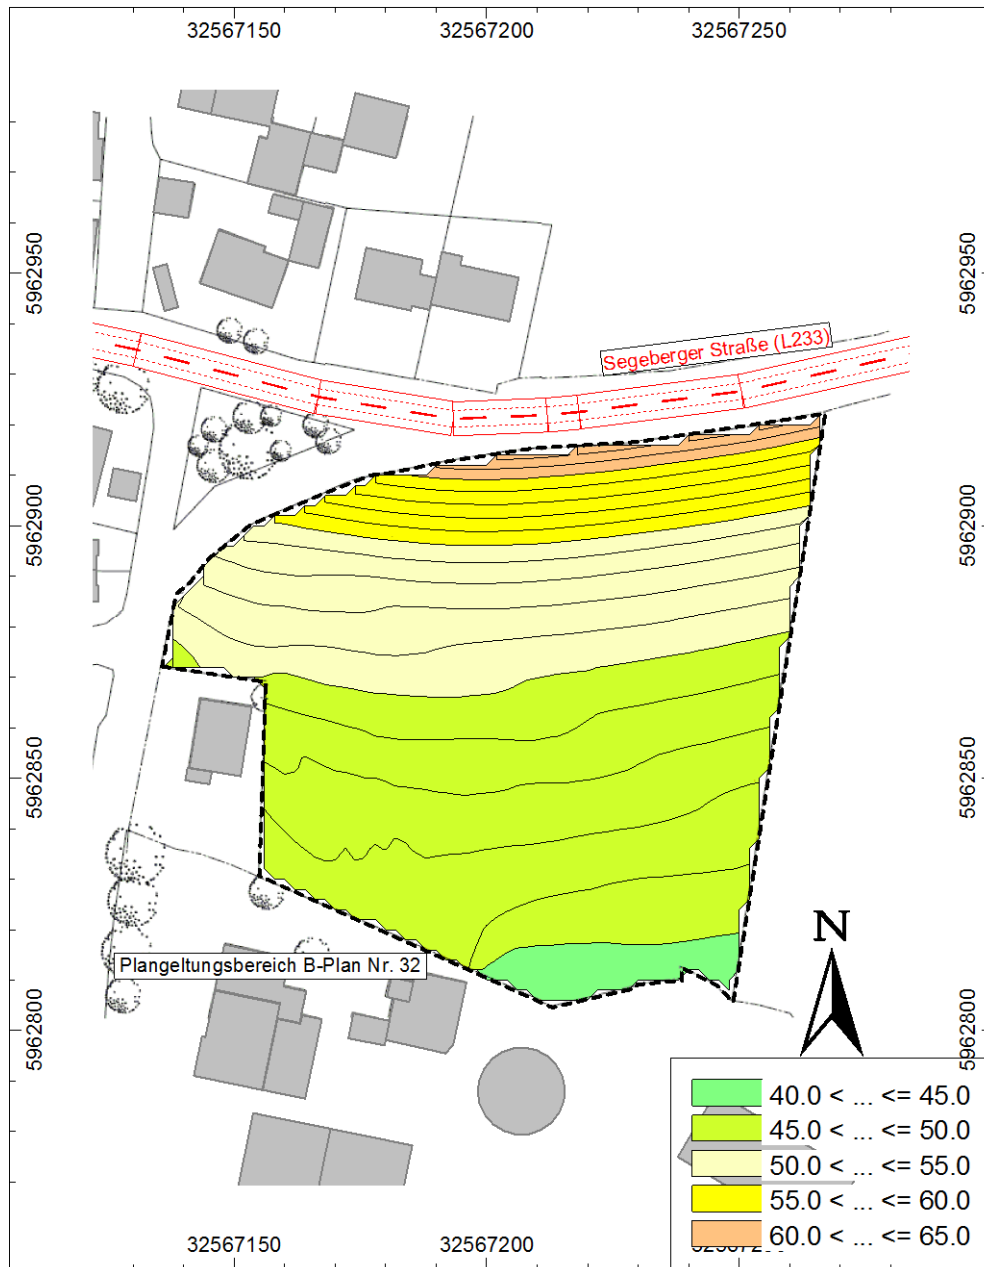 32567150
32567200
32567250
5962950
5962950
Segeberger Straße (L233)
5962900
5962900
5962850
5962850
Plangeltungsbereich B-Plan Nr. 32
N
5962800
5962800
40.0 < ... <= 45.0
45.0 < ... <= 50.0
50.0 < ... <= 55.0
55.0 < ... <= 60.0
60.0 < ... <= 65.0
32567150
32567200